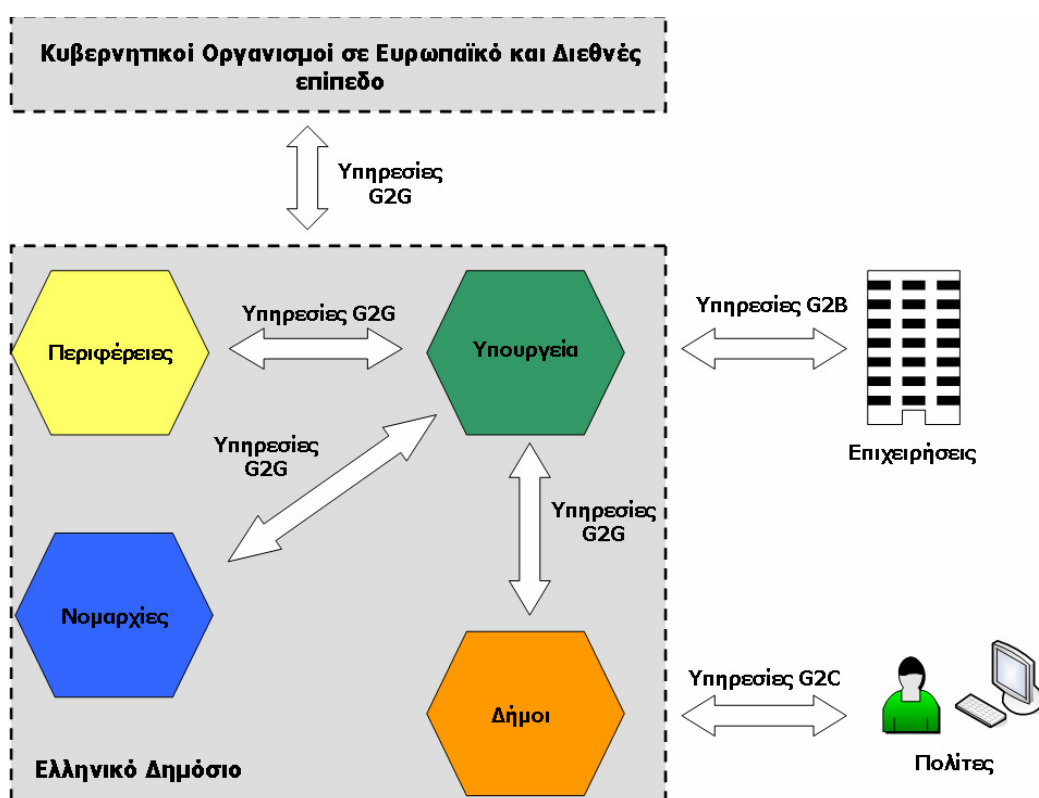 Κυβερνητικοί Οργανισμοί σε Ευρωπαϊκό και Διεθνές
επίπεδο
Υπηρεσίες
G2G
Υπηρεσίες G2G
Υπηρεσίες G2B
Περιφέρειες
Υπουργεία
Υπηρεσίες
G2G
Επιχειρήσεις
Υπηρεσίες
G2G
Νομαρχίες
Υπηρεσίες G2C
Δήμοι
Ελληνικό Δημόσιο
Πολίτες